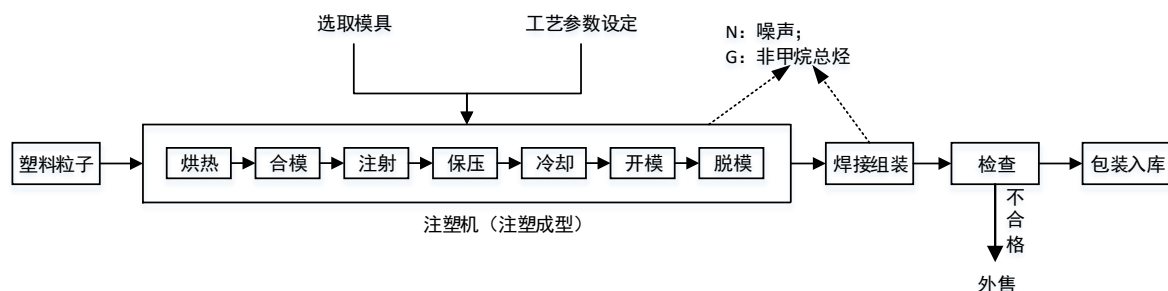 选取模具
工艺参数设定
N：噪声；
G：非甲烷总烃
塑料粒子
烘热
合模
注射
保压
冷却
开模
脱模
焊接组装
检查
包装入库
注塑机（注塑成型）
不合格
外售